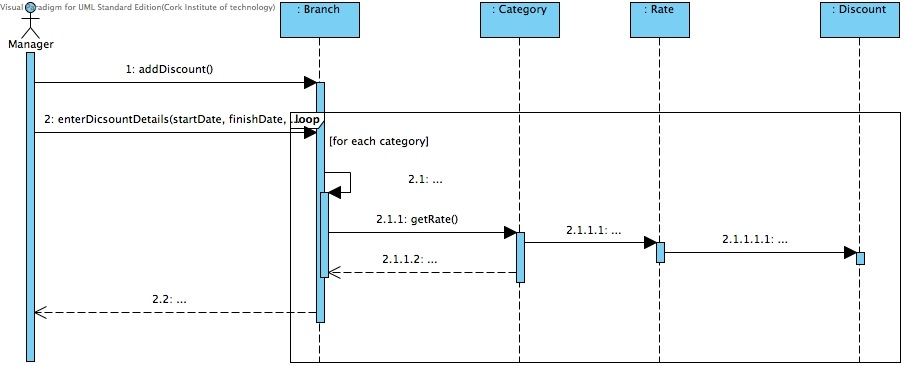 Visual Paradigm for UML Standard Edition(Cork Institute of technology)
: Branch
: Category
: Rate
: Discount
Manager
1: addDiscount()
2: enterDicsountDetails(startDate, finishDate, ...
loop
[for each category]
2.1: ...
2.1.1: getRate()
2.1.1.1: ...
2.1.1.1.1: ...
2.1.1.2: ...
2.2: ...